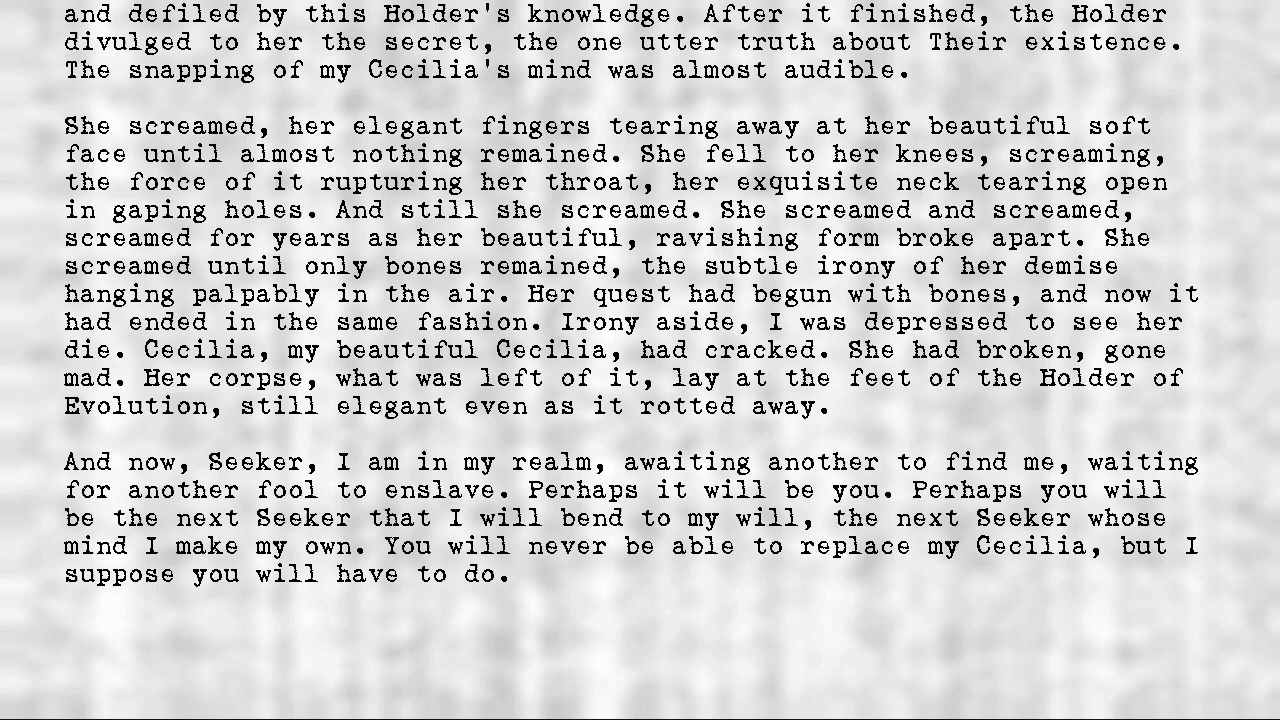 and defiled by this Holder's knowledge. After it finished, the Holder
divulged to her the secret, the one utter truth about Their existence.
The snapping of my Cecilia's mind was almost audible.
She screamed, her elegant fingers tearing away at her beautiful soft
face until almost nothing remained. She fell to her knees, screaming,
the force of it rupturing her throat, her exquisite neck tearing open
in gaping holes. And still she screamed. She screamed and screamed,
screamed for years as her beautiful, ravishing form broke apart. She
screamed until only bones remained, the subtle irony of her demise
hanging palpably in the air. Her quest had begun with bones, and now it
had ended in the same fashion. Irony aside, I was depressed to see her
die. Cecilia, my beautiful Cecilia, had cracked. She had broken, gone
mad. Her corpse, what was left of it, lay at the feet of the Holder of
Evolution, still elegant even as it rotted away.
And now, Seeker, I am in my realm, awaiting another to find me, waiting
for another fool to enslave. Perhaps it will be you. Perhaps you will
be the next Seeker that I will bend to my will, the next Seeker whose
mind I make my own. You will never be able to replace my Cecilia, but I
suppose you will have to do.